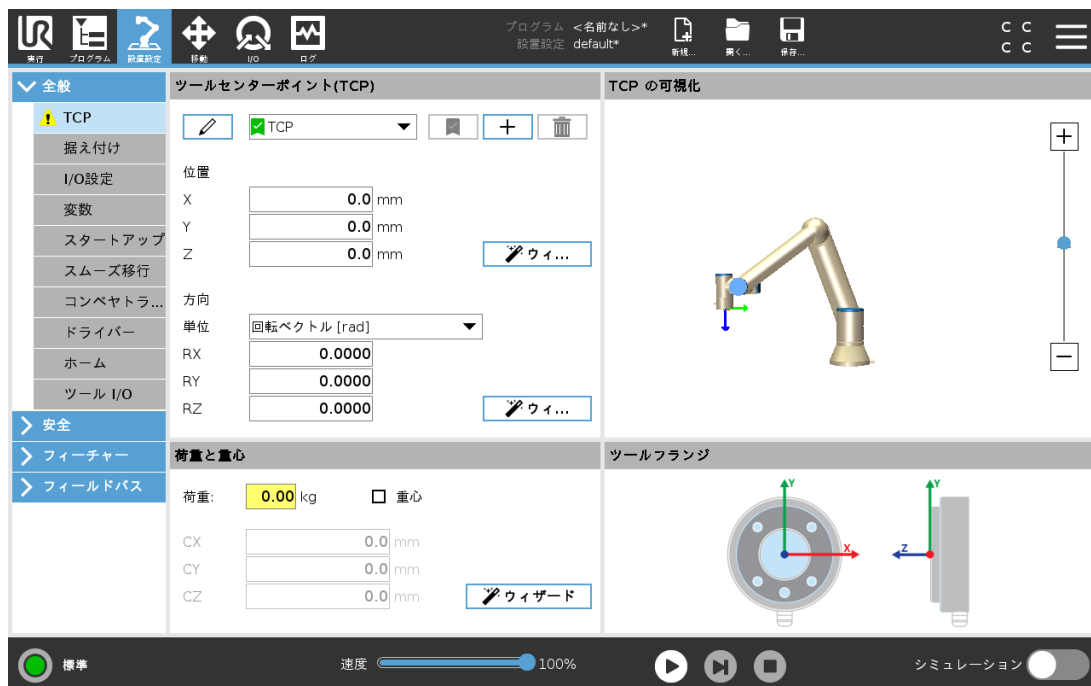 UR
実行
プログラム
設置設定
移動
I/O
ログ
プログラム <名前なし>*
設置設定 default*
新規...
開く...
保存...
C C
C C
全般
TCP
据え付け
I/O設定
変数
スタートアップ
スムーズ移行
コンベヤトラ...
ドライバー
ホーム
ツール I/O
安全
フィーチャー
フィールドバス
ツールセンターポイント(TCP)
TCP
位置
X 0.0 mm
Y 0.0 mm
Z 0.0 mm
ウィ...
方向
単位 回転ベクトル [rad]
RX 0.0000
RY 0.0000
RZ 0.0000
ウィ...
荷重と重心
荷重: 0.00 kg 重心
CX 0.0 mm
CY 0.0 mm
CZ 0.0 mm
ウィザード
TCP の可視化
ツールフランジ
Y
X
Y
Z
標準
速度 100%
シミュレーション